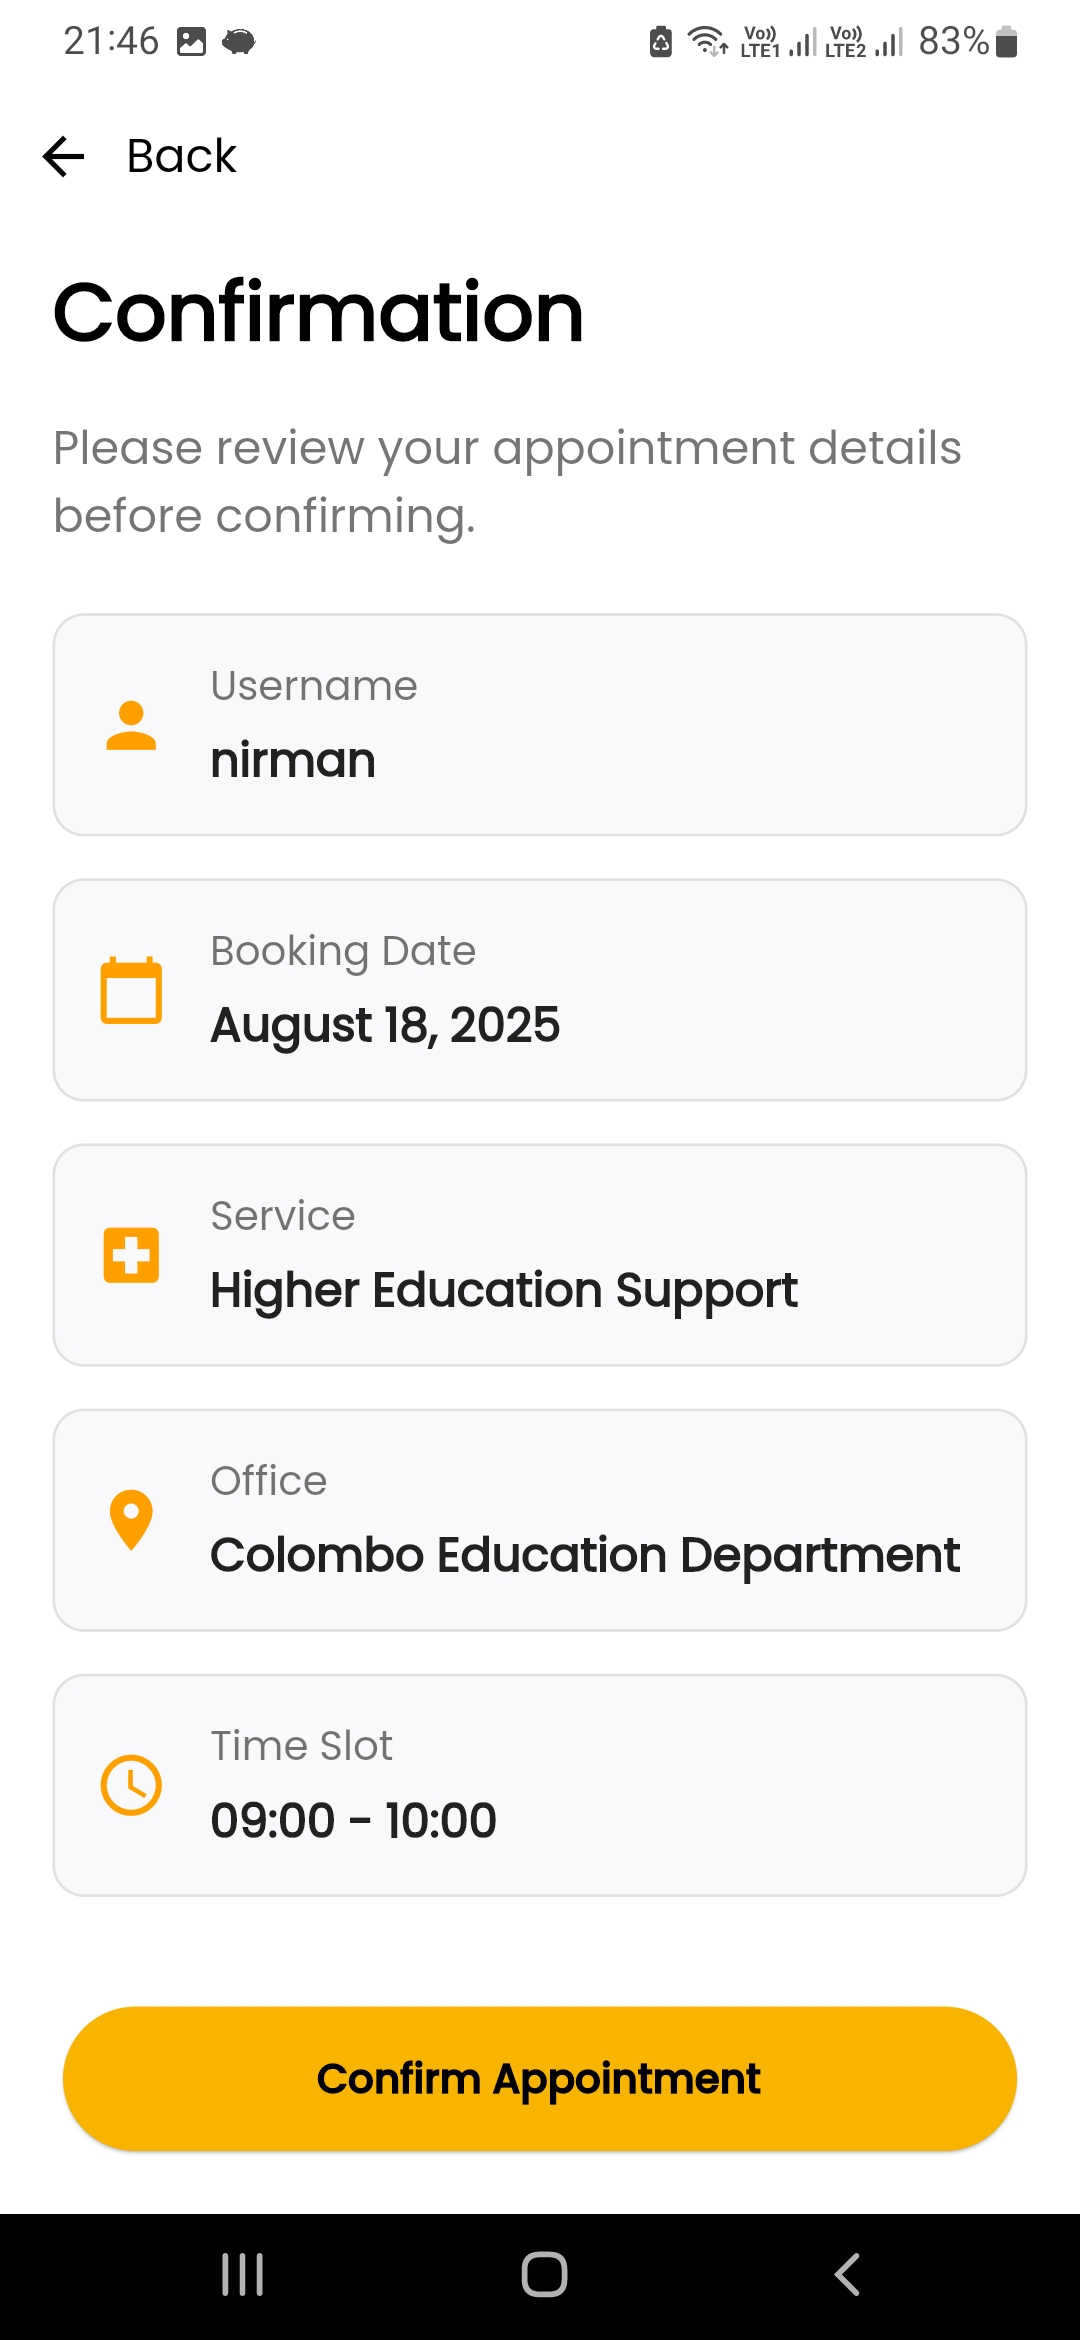 21:46
Vo)) LTE1 Vo)) LTE2 83%
Back
Confirmation
Please review your appointment details
before confirming.
Username
nirman
Booking Date
August 18, 2025
Service
Higher Education Support
Office
Colombo Education Department
Time Slot
09:00 - 10:00
Confirm Appointment